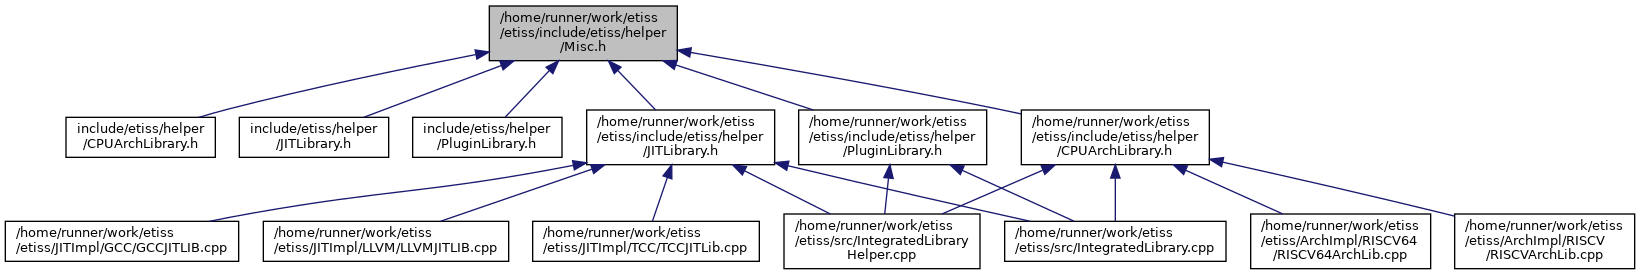 /home/runner/work/etiss
/etiss/include/etiss/helper
/Misc.h
include/etiss/helper
/CPUArchLibrary.h
include/etiss/helper
/JITLibrary.h
include/etiss/helper
/PluginLibrary.h
/home/runner/work/etiss
/etiss/include/etiss/helper
/JITLibrary.h
/home/runner/work/etiss
/etiss/include/etiss/helper
/PluginLibrary.h
/home/runner/work/etiss
/etiss/include/etiss/helper
/CPUArchLibrary.h
/home/runner/work/etiss
/etiss/JITImpl/GCC/GCCJITLIB.cpp
/home/runner/work/etiss
/etiss/JITImpl/LLVM/LLVMJITLIB.cpp
/home/runner/work/etiss
/etiss/JITImpl/TCC/TCCJITLib.cpp
/home/runner/work/etiss
/etiss/src/IntegratedLibrary
Helper.cpp
/home/runner/work/etiss
/etiss/src/IntegratedLibrary.cpp
/home/runner/work/etiss
/etiss/ArchImpl/RISCV64
/RISCV64ArchLib.cpp
/home/runner/work/etiss
/etiss/ArchImpl/RISCV
/RISCVArchLib.cpp